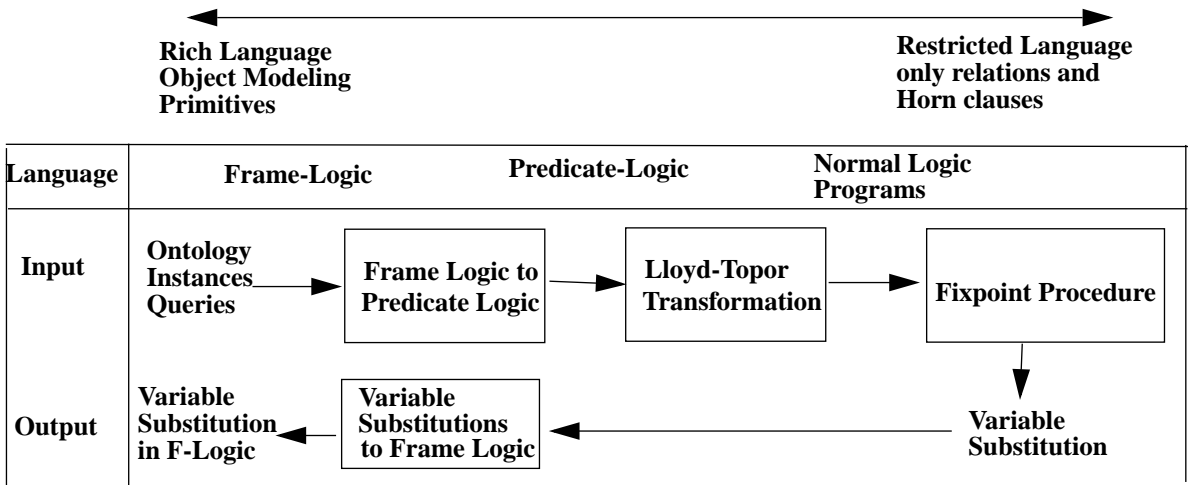 Rich Language
Object Modeling
Primitives
Restricted Language
only relations and
Horn clauses
Language
Frame-Logic
Predicate-Logic
Normal Logic
Programs
Input
Ontology
Instances
Queries
Frame Logic to
Predicate Logic
Lloyd-Topor
Transformation
Fixpoint Procedure
Output
Variable
Substitution
in F-Logic
Variable
Substitutions
to Frame Logic
Variable
Substitution